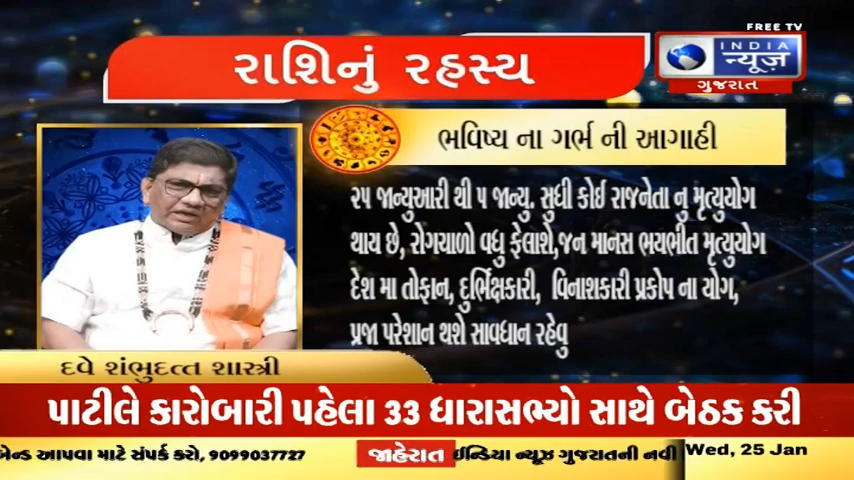 FREE TV
રાશિનું રહસ્ય
INDIA
न्यूज़
ગુજરાત
ભવિષ્ય ના ગર્ભ ની આગાહી
૨૫ જાન્યુઆરી થી ૫ જાન્યુ. સુધી કોઈ રાજનેતા નુ મૃત્યુયોગ
થાય છે, રોગચાળો વધુ ફેલાશે,જન માનસ ભયભીત મૃત્યુયોગ
દેશ મા તોફાન, દુર્ભિક્ષકારી, વિનાશકારી પ્રકોપ ના યોગ,
પ્રજા પરેશાન થશે સાવધાન રહેવુ
દવે શંભુદત્ત શાસ્ત્રી
પાટીલે કારોબારી પહેલા 33 ધારાસભ્યો સાથે બેઠક કરી
આપવા માટે સંપર્ક કરો, 9099037727 જાહેરાત ઇન્ડિયા ન્યૂઝ ગુજરાતની નવી Wed, 25 Jan